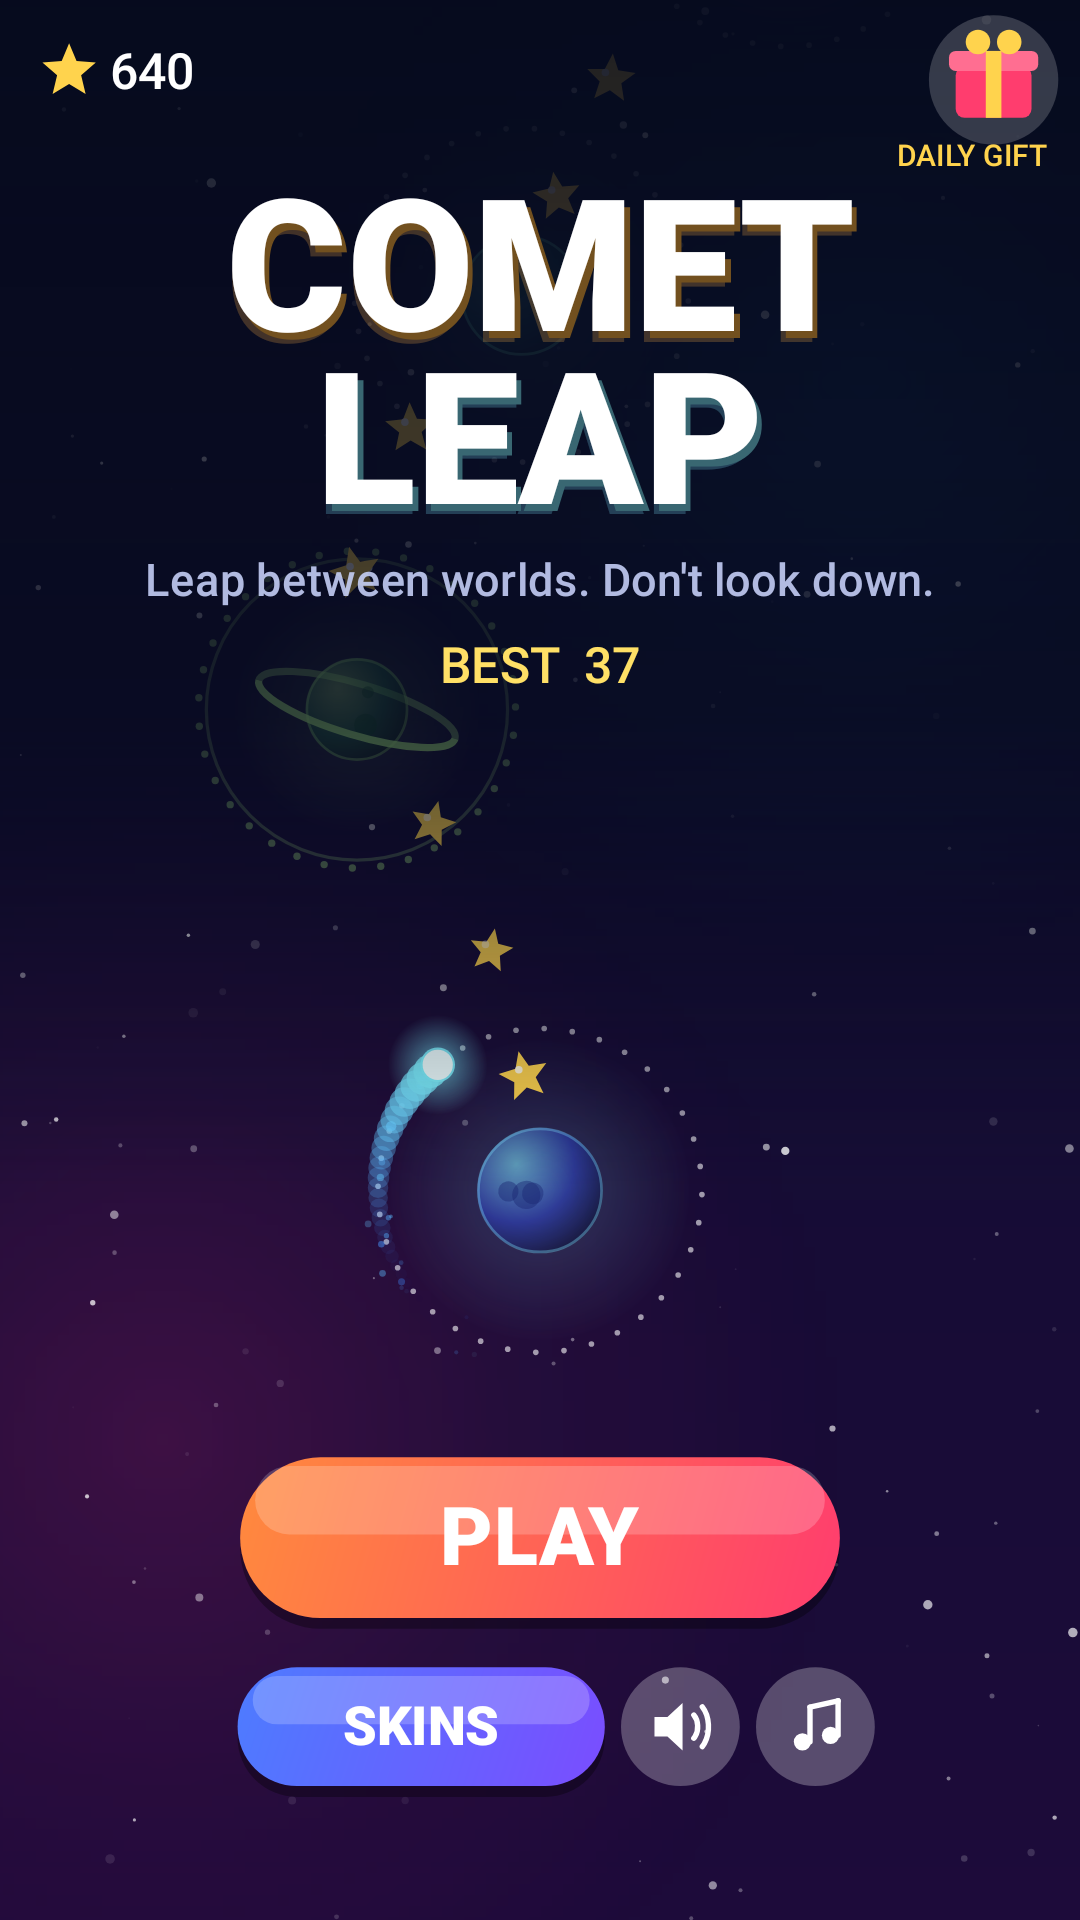 640
DAILY GIFT
COMET
LEAP
Leap between worlds. Don't look down.
BEST 37
PLAY
SKINS